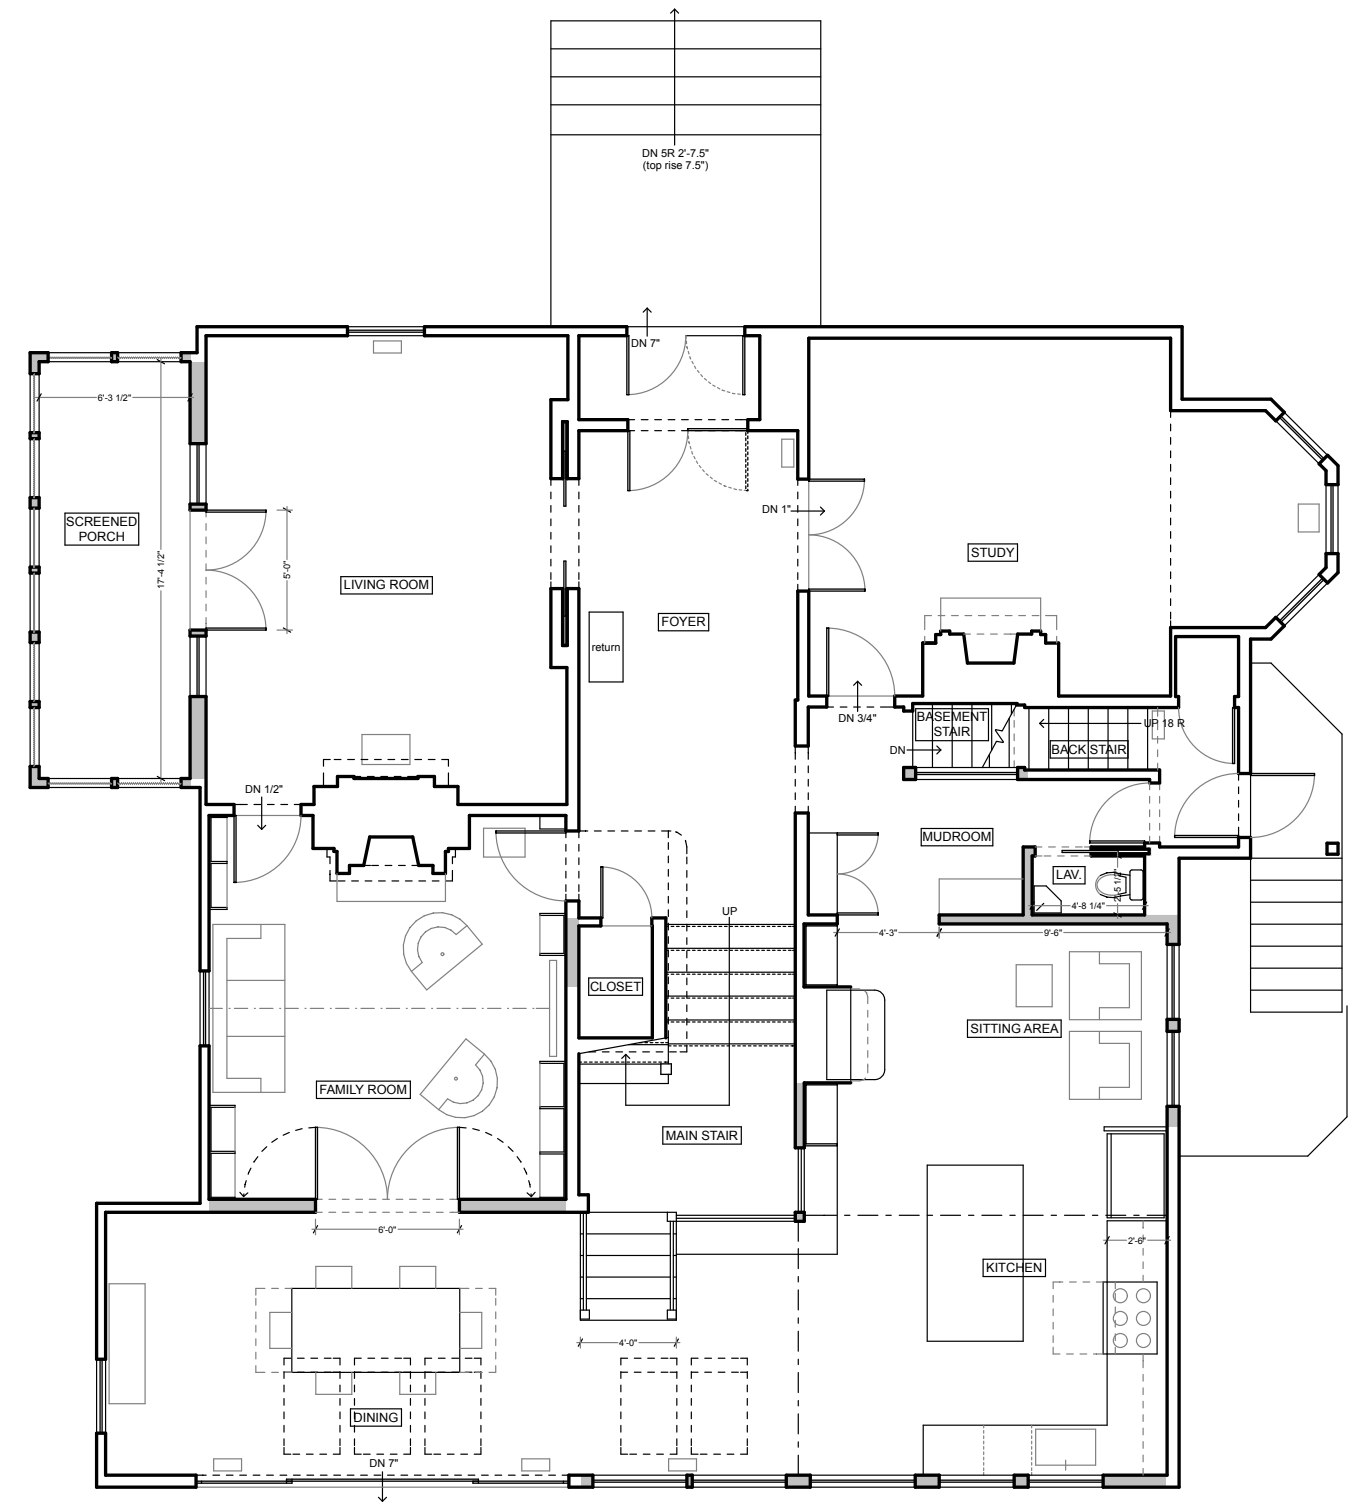 DN 5R 2'-7.5"
(top rise 7.5")
DN 7"
6'-3 1/2"
SCREENED
PORCH
17'-4 1/2"
5'-0"
LIVING ROOM
DN 1"
STUDY
FOYER
return
DN 3/4"
BASEMENT
STAIR
DN
UP 18 R
BACK STAIR
DN 1/2"
MUDROOM
LAV.
2'-5 1/2"
4'-8 1/4"
UP
4'-3"
9'-6"
CLOSET
SITTING AREA
FAMILY ROOM
MAIN STAIR
6'-0"
2'-6"
KITCHEN
4'-0"
DINING
DN 7"